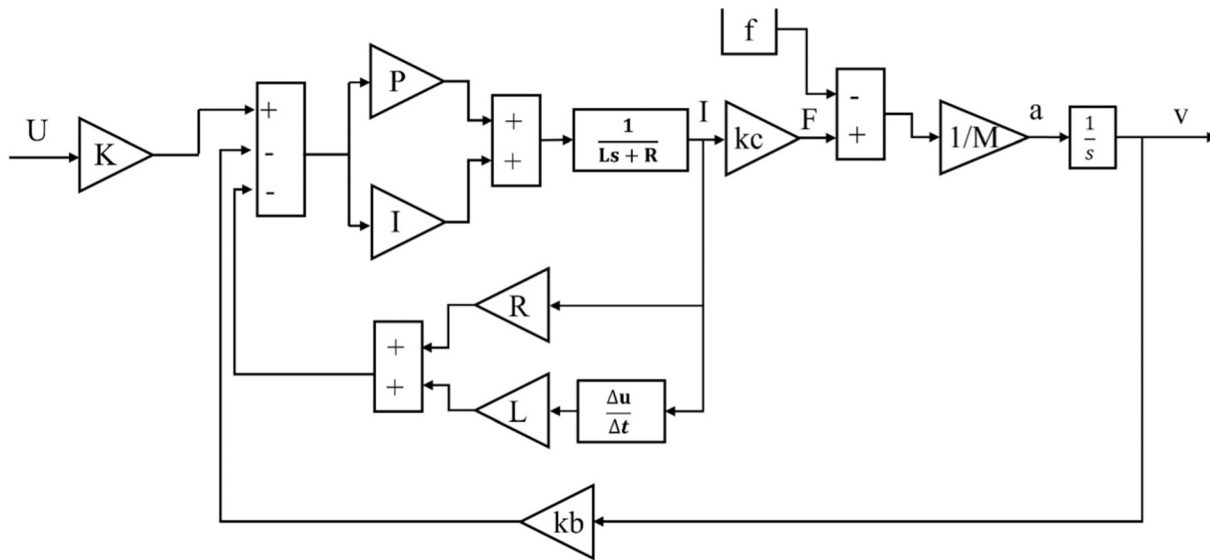 U
K
+
-
-
P
I
+
+
1
Ls + R
I
kc
F
f
-
+
1/M
a
1
s
v
R
+
+
L
Δu
Δt
kb